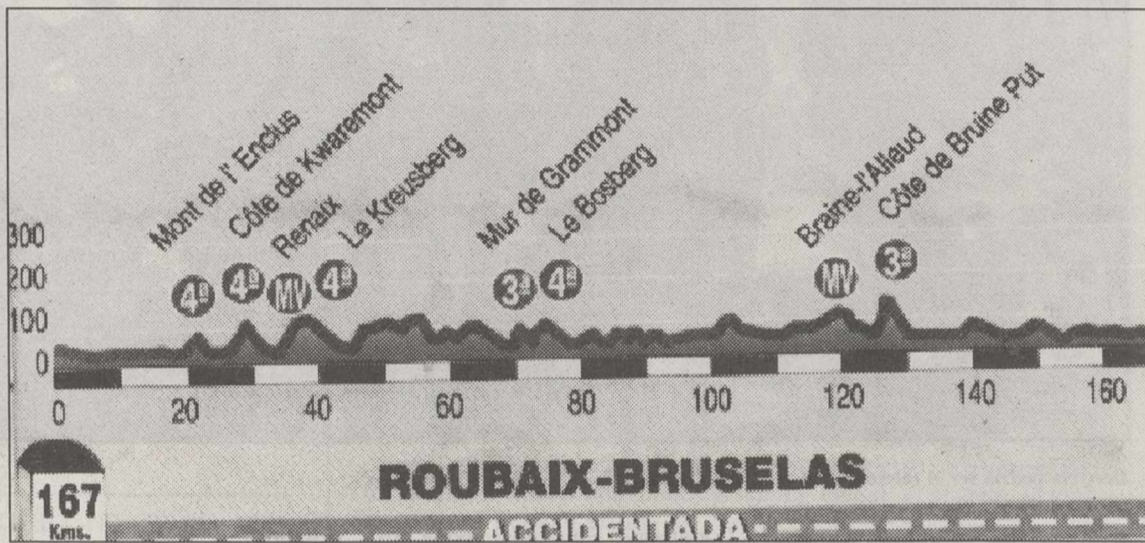 Mont de l' Enclus
Côte de Kwaremont
Renaix
Le Kreusberg
Mur de Grammont
Le Bosberg
Braine-l'Alleud
Côte de Bruine Put
4ª
4ª
MV
4ª
3ª
4ª
MV
3ª
300
200
100
0
0 20 40 60 80 100 120 140 160
167
Kms.
ROUBAIX-BRUSELAS
ACCIDENTADA